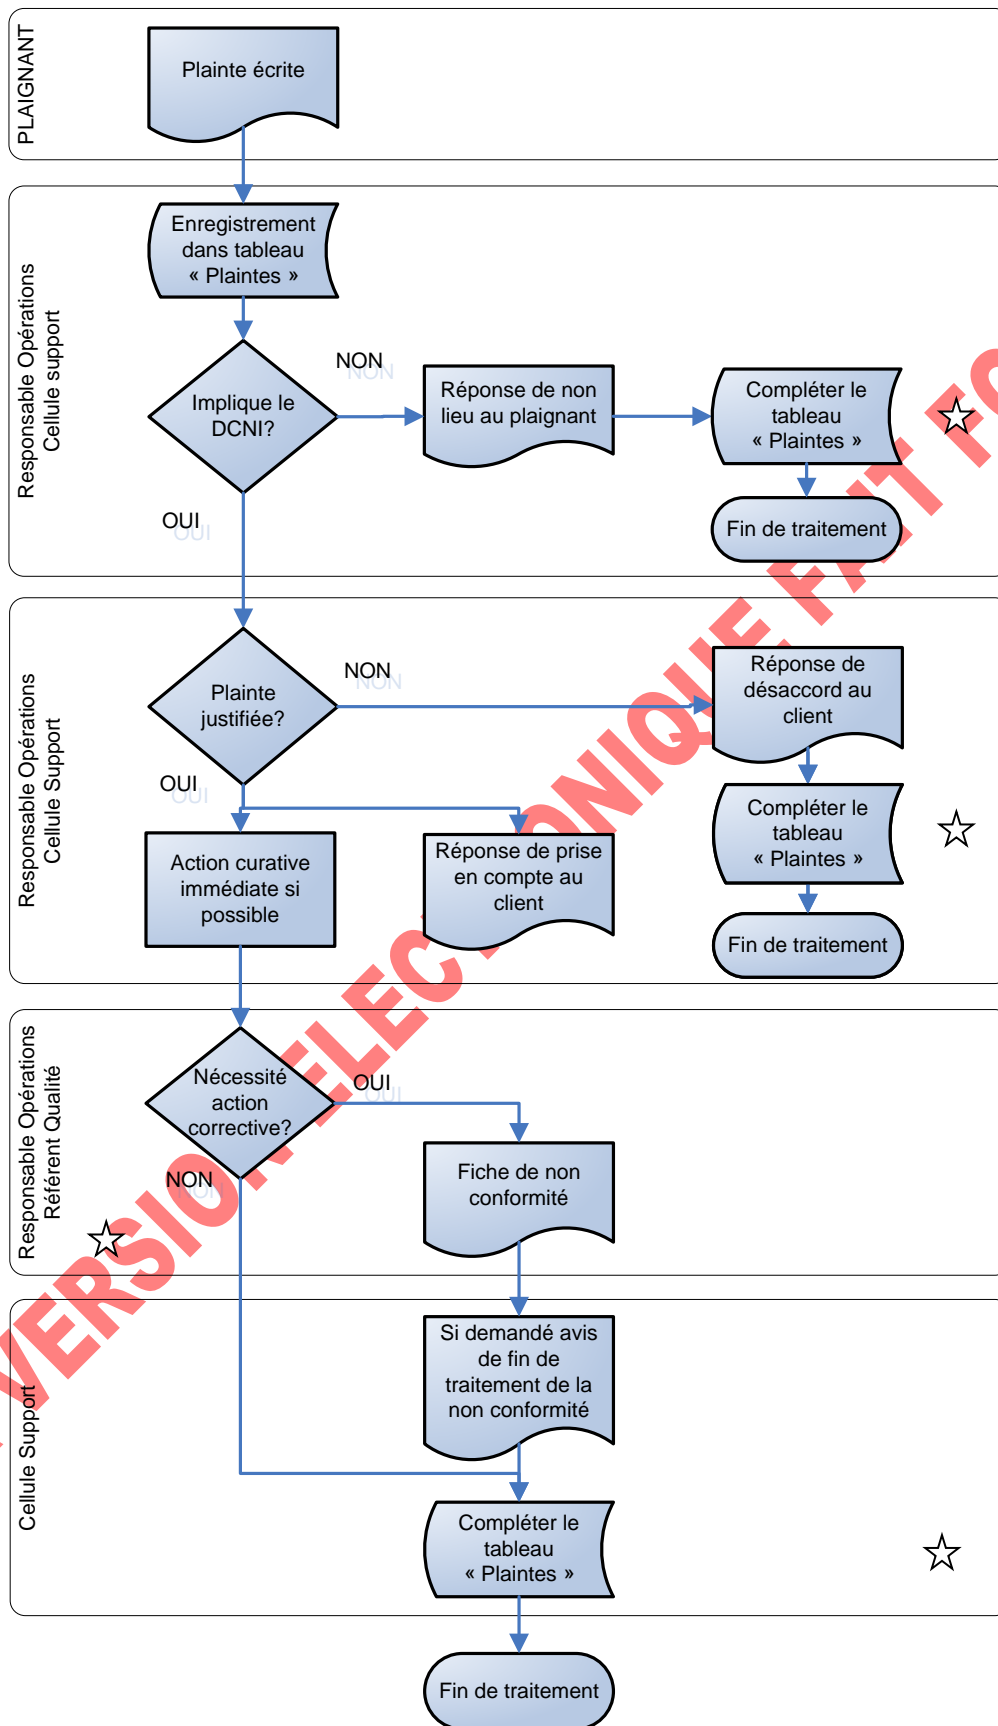 PLAIGNANT
Plainte écrite
Responsable Opérations
Cellule support
Enregistrement
dans tableau
« Plaintes »
Implique le
DCNI?
NON
Réponse de non
lieu au plaignant
Compléter le
tableau
« Plaintes »
OUI
Fin de traitement
Responsable Opérations
Cellule Support
Plainte
justifiée?
NON
Réponse de
désaccord au
client
OUI
Action curative
immédiate si
possible
Réponse de prise
en compte au
client
Compléter le
tableau
« Plaintes »
Fin de traitement
Responsable Opérations
Référent Qualité
Nécessité
action
corrective?
OUI
NON
Fiche de non
conformité
Cellule Support
Si demandé avis
de fin de
traitement de la
non conformité
Compléter le
tableau
« Plaintes »
Fin de traitement
VERSION ELECTRONIQUE FAIT FO